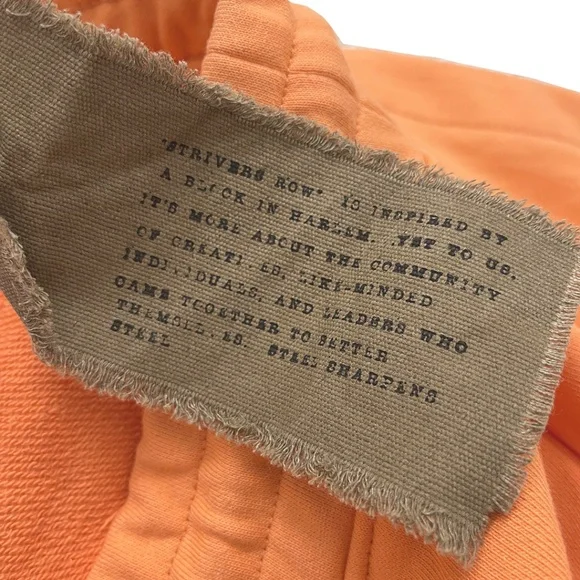 "STRIVERS ROW" IS INSPIRED BY
A BLOCK IN HARLEM. YET TO US,
IT'S MORE ABOUT THE COMMUNITY
OF CREATIVES, LIKE-MINDED
INDIVIDUALS, AND LEADERS WHO
CAME TOGETHER TO BETTER
THEMSELVES. STEEL SHARPENS
STEEL